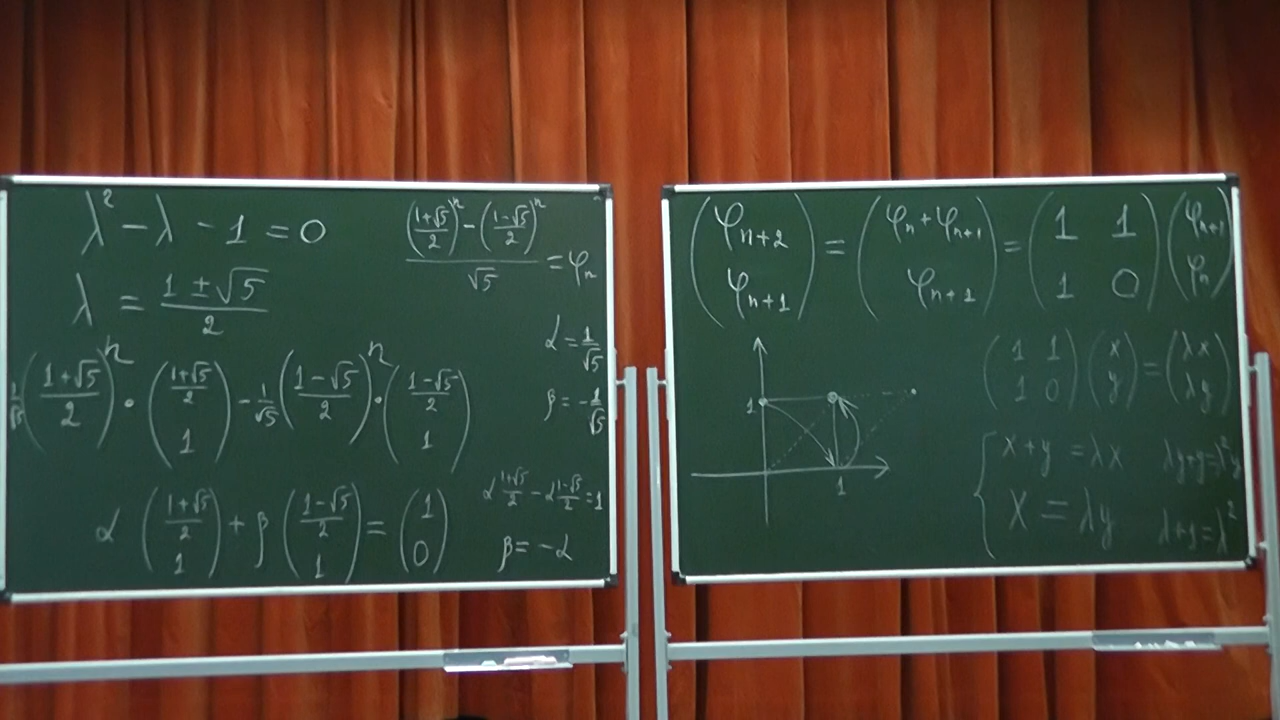 λ² − λ − 1 = 0
λ = (1 ± √5)/2
1/√5 ((1+√5)/2)ⁿ · ((1+√5)/2 ; 1) − 1/√5 ((1−√5)/2)ⁿ · ((1−√5)/2 ; 1)
α ((1+√5)/2 ; 1) + β ((1−√5)/2 ; 1) = (1 ; 0)
(((1+√5)/2)ⁿ − ((1−√5)/2)ⁿ)/√5 = φₙ
α = 1/√5
β = −1/√5
α (1+√5)/2 − α (1−√5)/2 = 1
β = −α
(φₙ₊₂ ; φₙ₊₁) = (φₙ + φₙ₊₁ ; φₙ₊₁) = (1 1 ; 1 0) (φₙ₊₁ ; φₙ)
1
1
(1 1 ; 1 0) (x ; y) = (λx ; λy)
{ x + y = λx λy + y = λ²y
x = λy λ + 1 = λ²